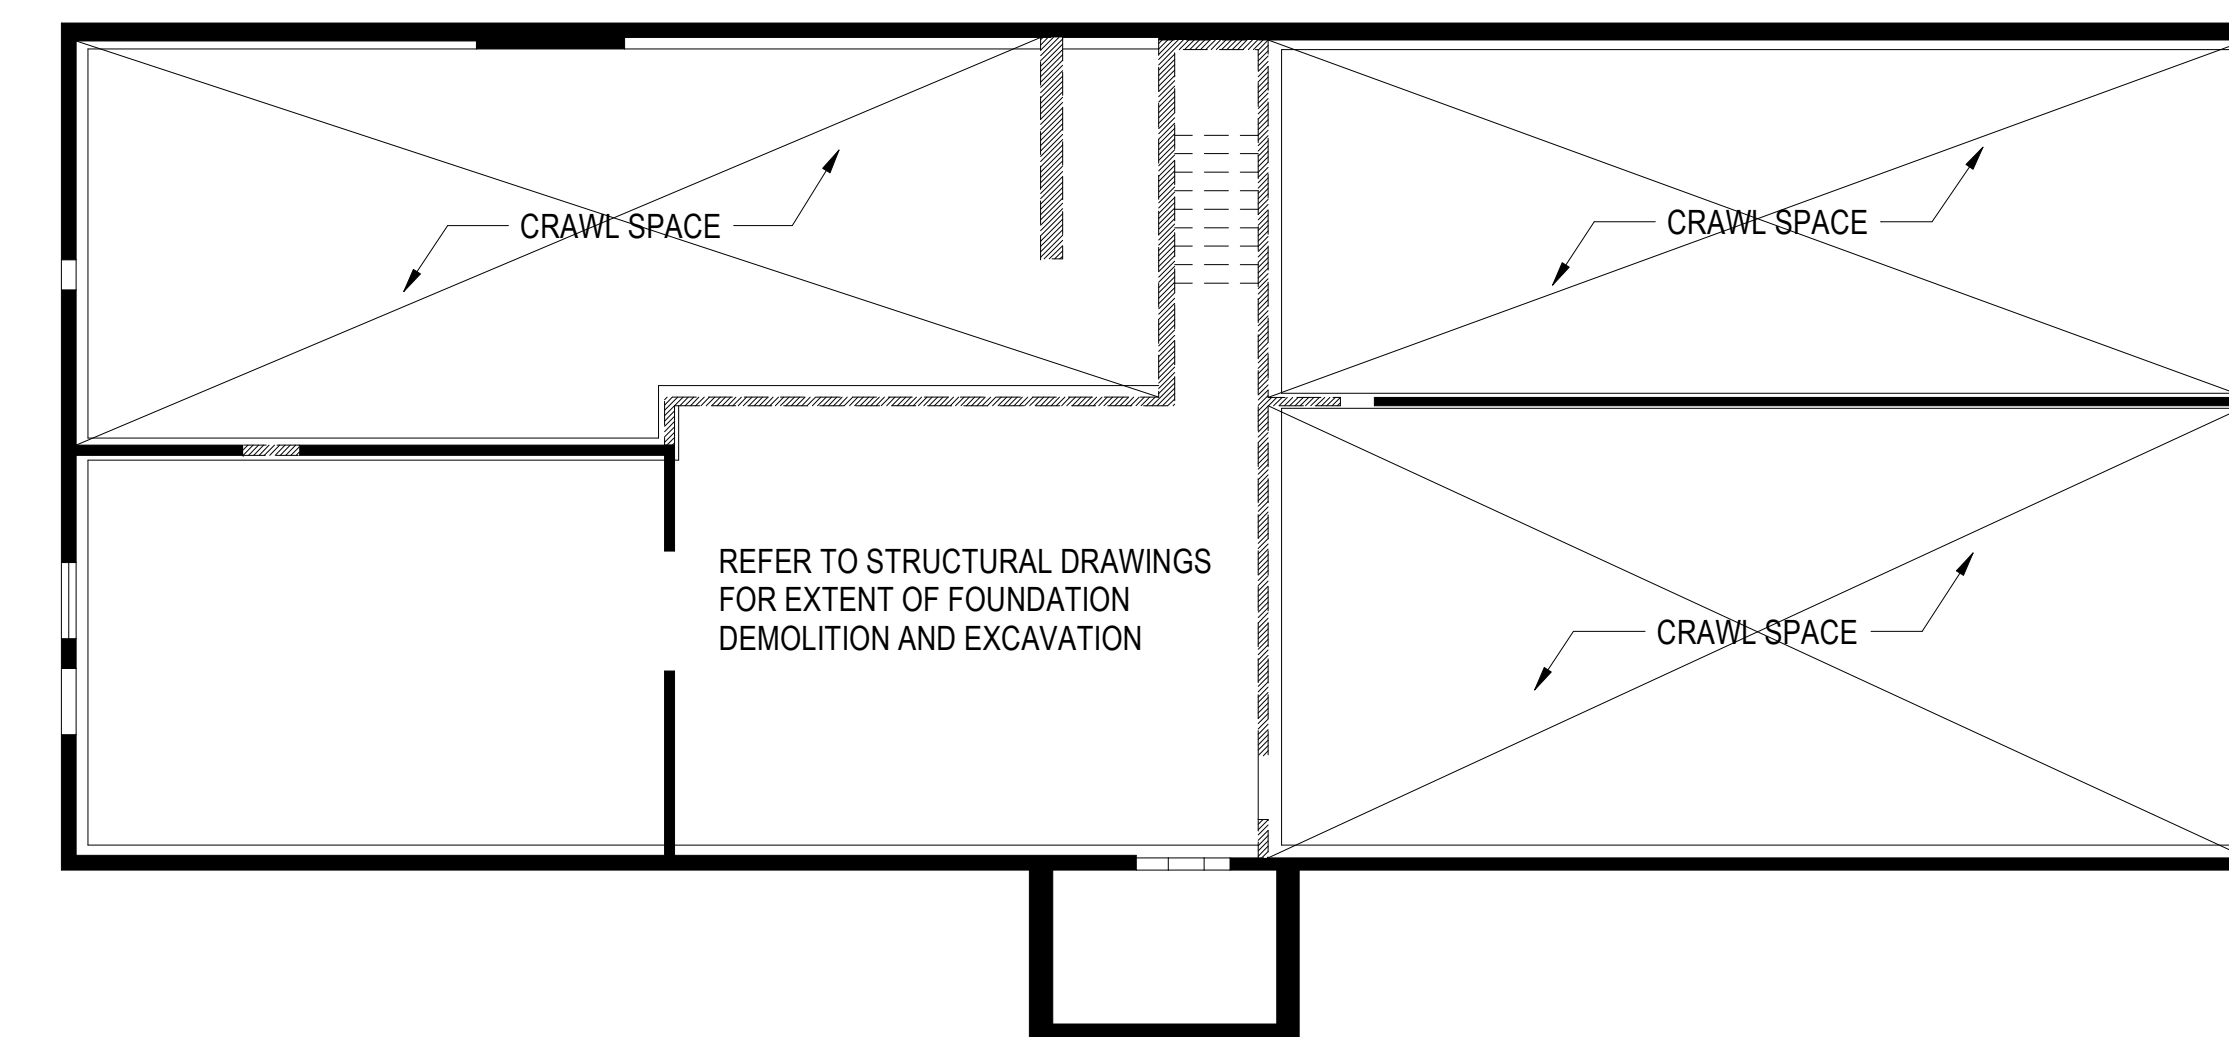 CRAWL SPACE
CRAWL SPACE
REFER TO STRUCTURAL DRAWINGS
FOR EXTENT OF FOUNDATION
DEMOLITION AND EXCAVATION
CRAWL SPACE